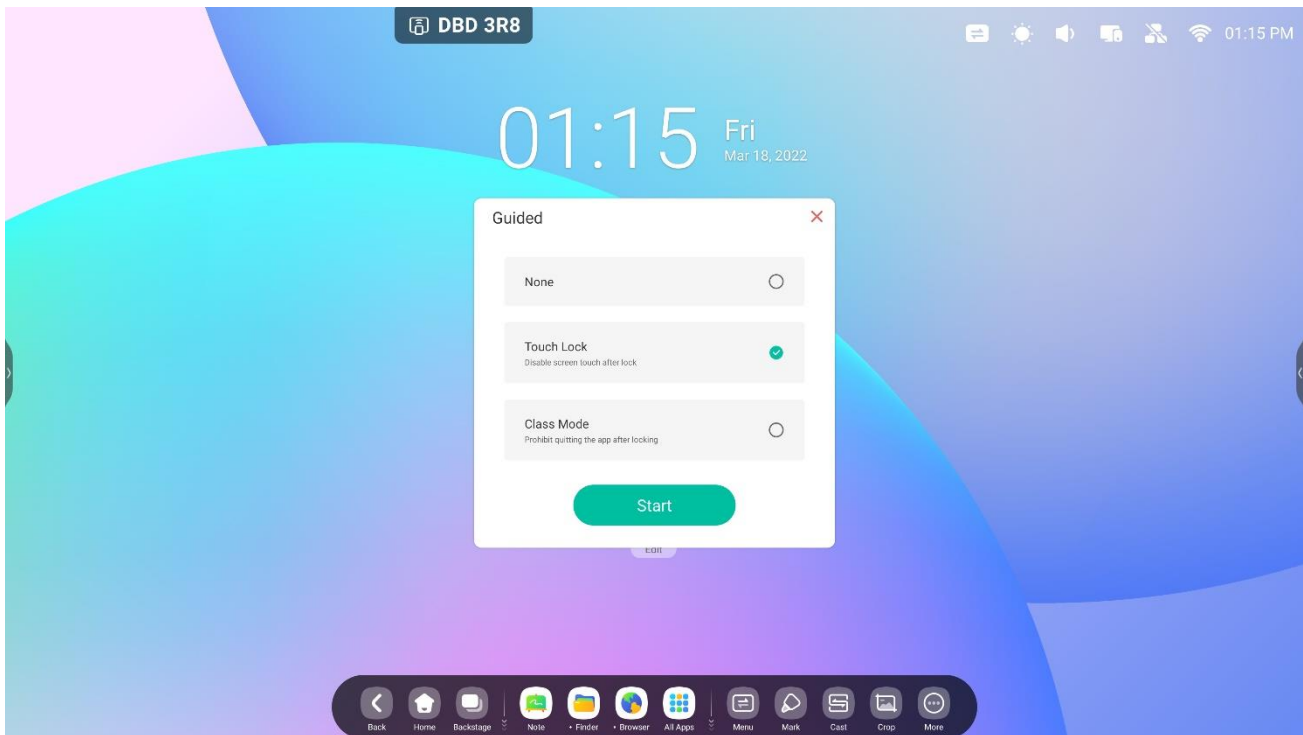 DBD 3R8
01:15 PM
01:15
Fri
Mar 18, 2022
Guided
None
Touch Lock
Disable screen touch after lock
Class Mode
Prohibit quitting the app after locking
Start
Edit
Back Home Backstage Note • Finder • Browser All Apps Menu Mark Cast Crop More